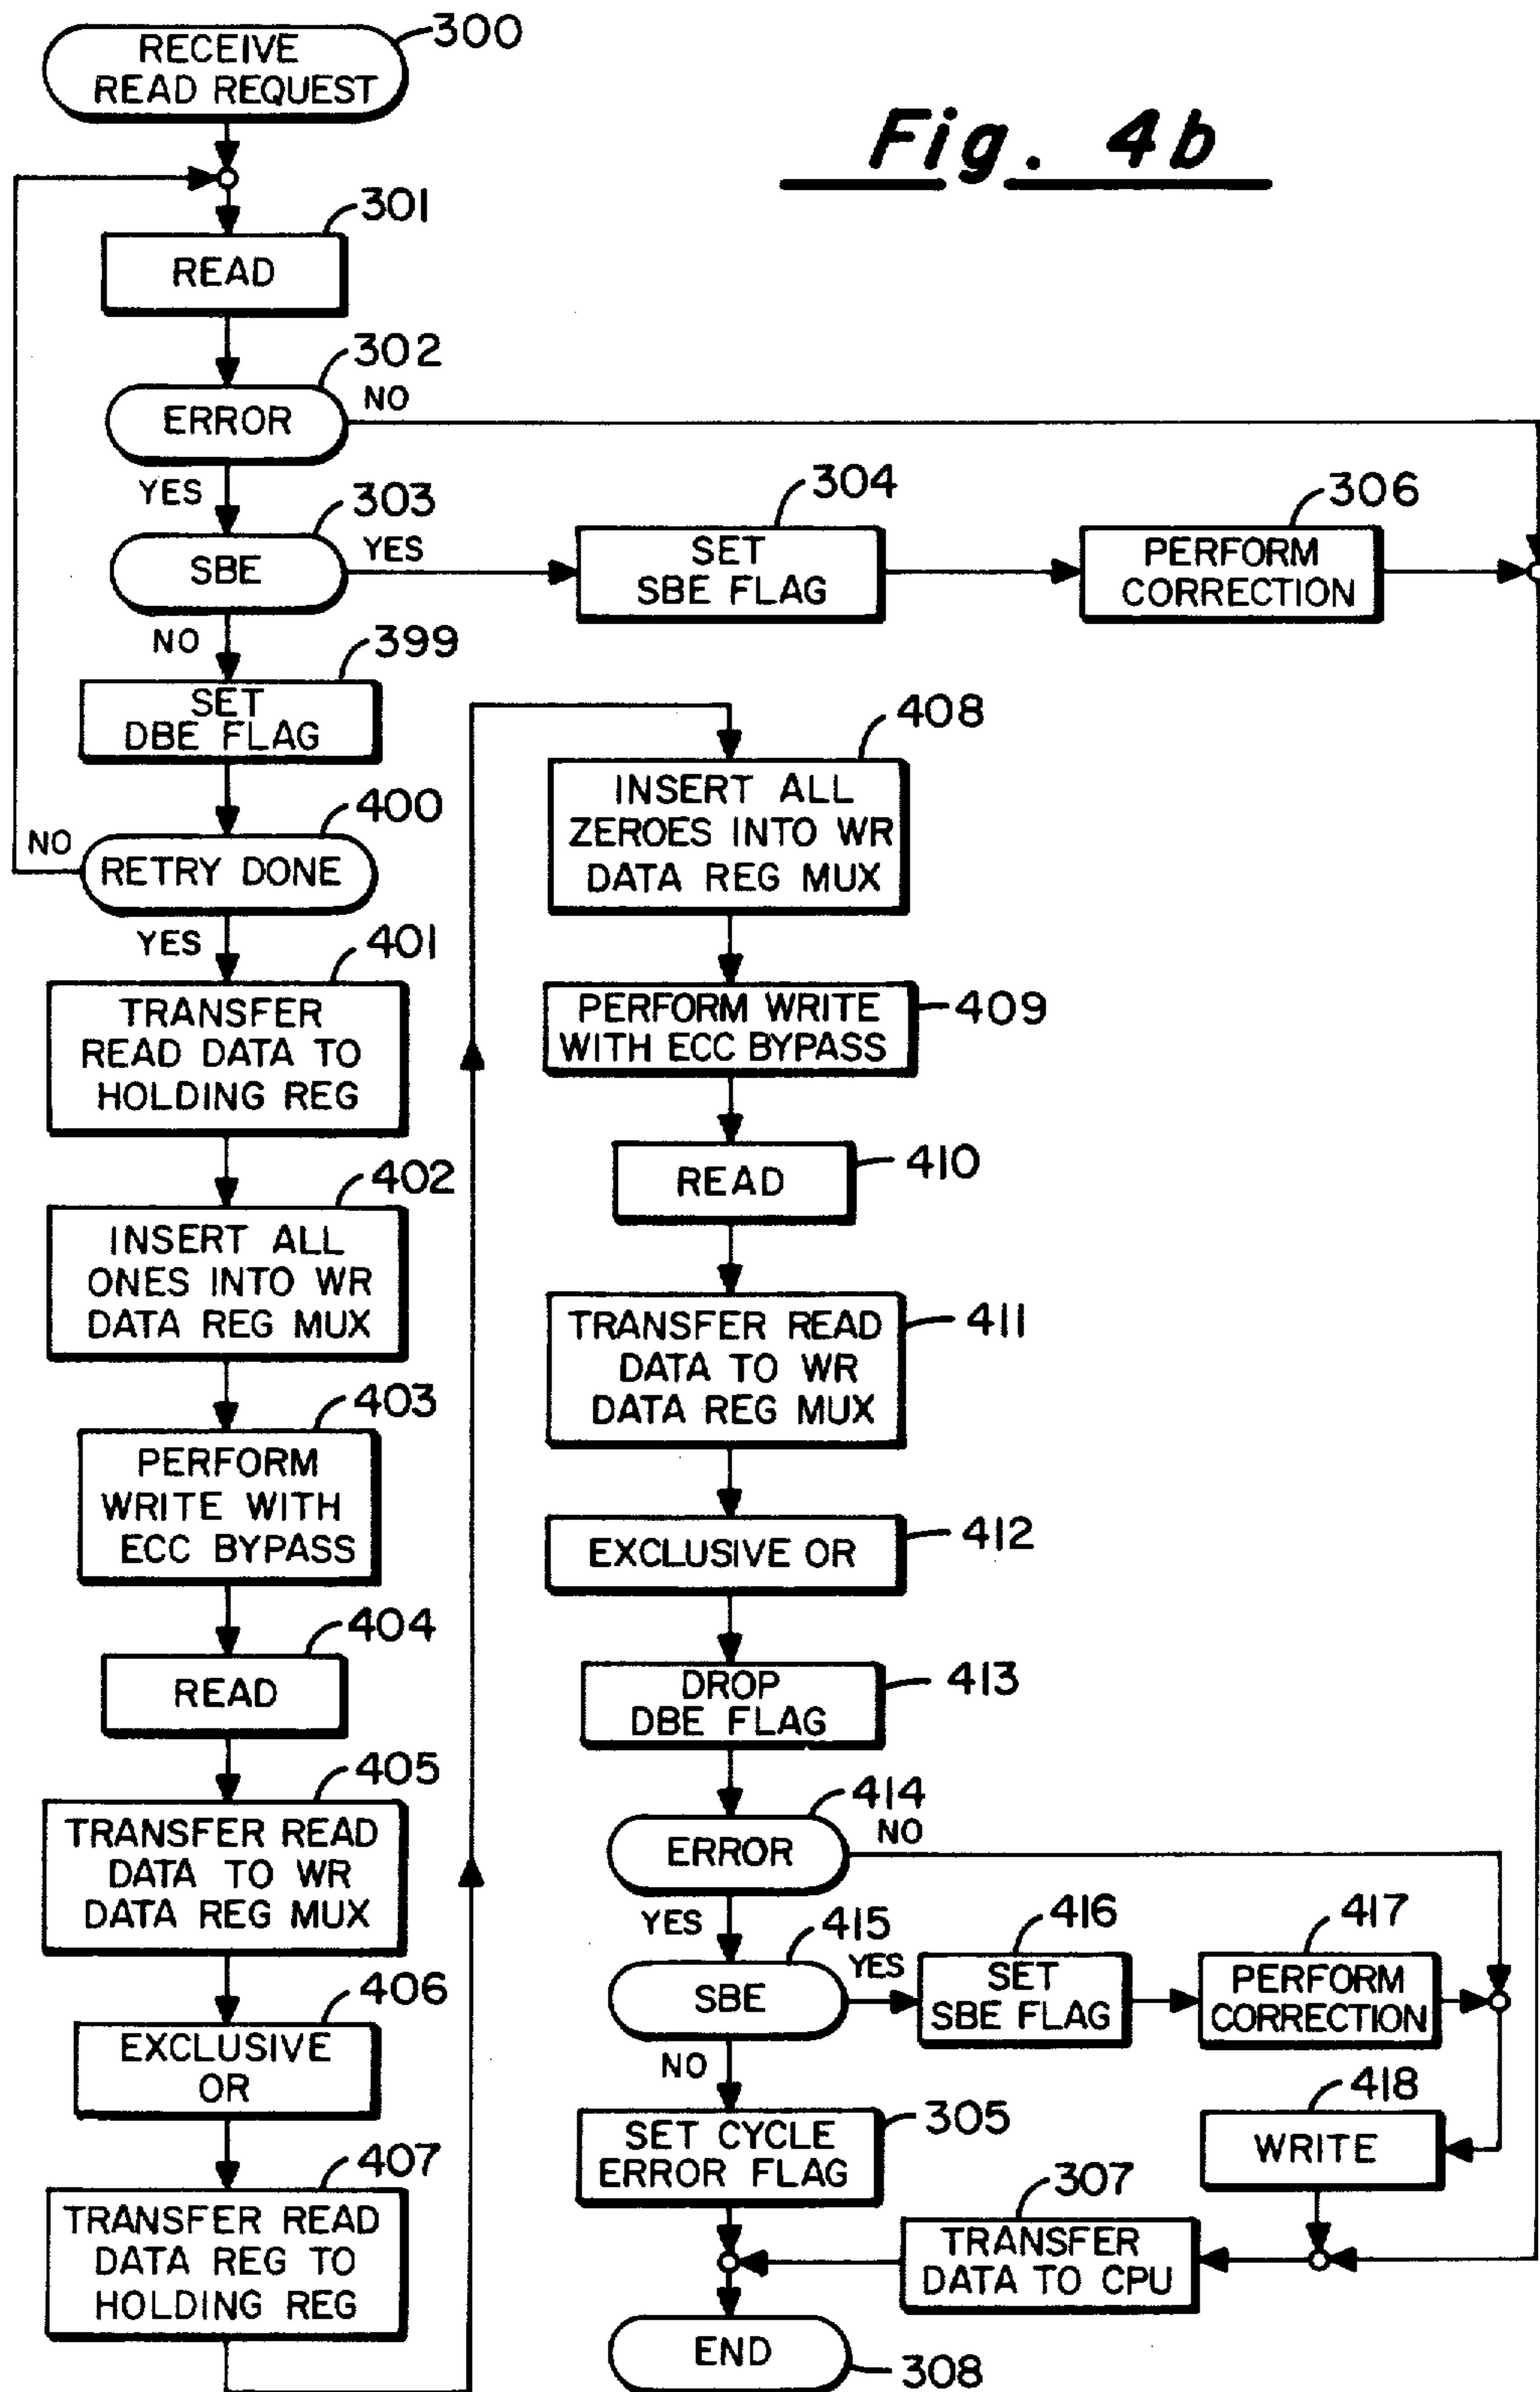 RECEIVE
READ REQUEST
300
Fig. 4b
301
READ
302
ERROR
NO
YES
303
SBE
YES
304
SET
SBE FLAG
306
PERFORM
CORRECTION
NO
399
SET
DBE FLAG
400
NO
RETRY DONE
YES
401
TRANSFER
READ DATA TO
HOLDING REG
402
INSERT ALL
ONES INTO WR
DATA REG MUX
403
PERFORM
WRITE WITH
ECC BYPASS
404
READ
405
TRANSFER READ
DATA TO WR
DATA REG MUX
406
EXCLUSIVE
OR
407
TRANSFER READ
DATA REG TO
HOLDING REG
408
INSERT ALL
ZEROES INTO WR
DATA REG MUX
409
PERFORM WRITE
WITH ECC BYPASS
410
READ
411
TRANSFER READ
DATA TO WR
DATA REG MUX
412
EXCLUSIVE OR
413
DROP
DBE FLAG
414
ERROR
NO
YES
415
SBE
YES
416
SET
SBE FLAG
417
PERFORM
CORRECTION
NO
418
WRITE
305
SET CYCLE
ERROR FLAG
307
TRANSFER
DATA TO CPU
END
308